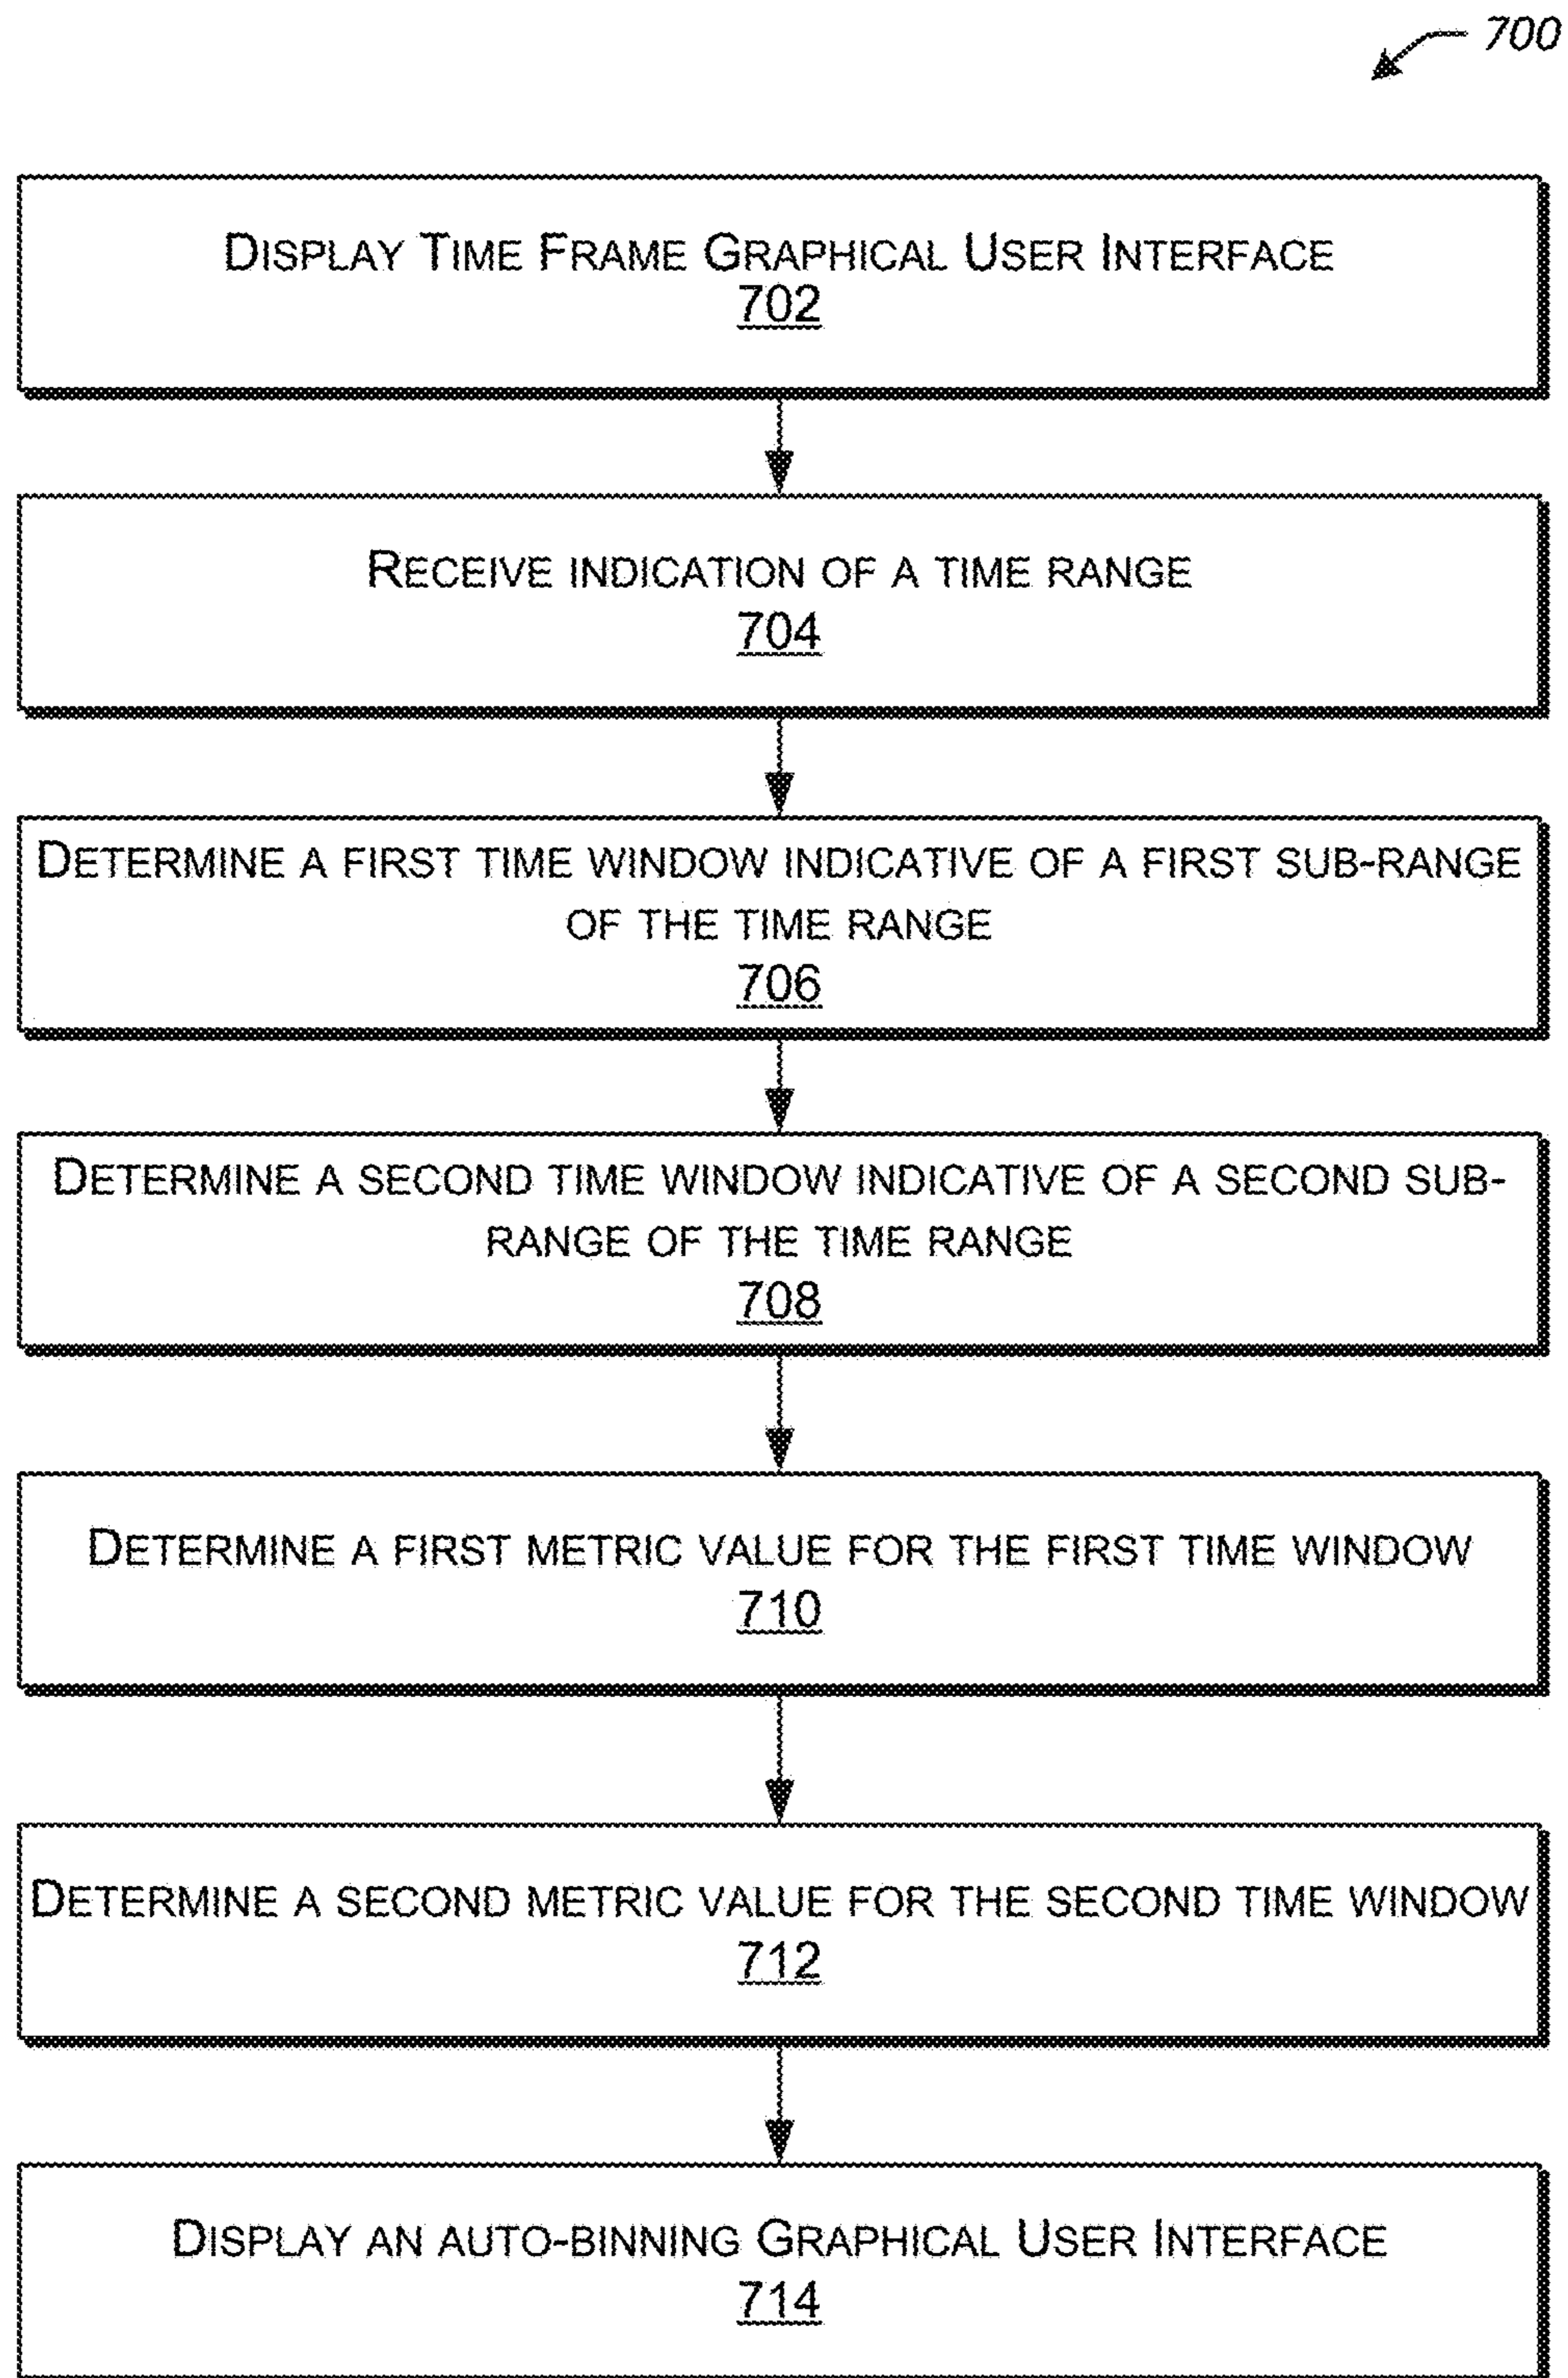 700
DISPLAY TIME FRAME GRAPHICAL USER INTERFACE
702
RECEIVE INDICATION OF A TIME RANGE
704
DETERMINE A FIRST TIME WINDOW INDICATIVE OF A FIRST SUB-RANGE
OF THE TIME RANGE
706
DETERMINE A SECOND TIME WINDOW INDICATIVE OF A SECOND SUB-
RANGE OF THE TIME RANGE
708
DETERMINE A FIRST METRIC VALUE FOR THE FIRST TIME WINDOW
710
DETERMINE A SECOND METRIC VALUE FOR THE SECOND TIME WINDOW
712
DISPLAY AN AUTO-BINNING GRAPHICAL USER INTERFACE
714